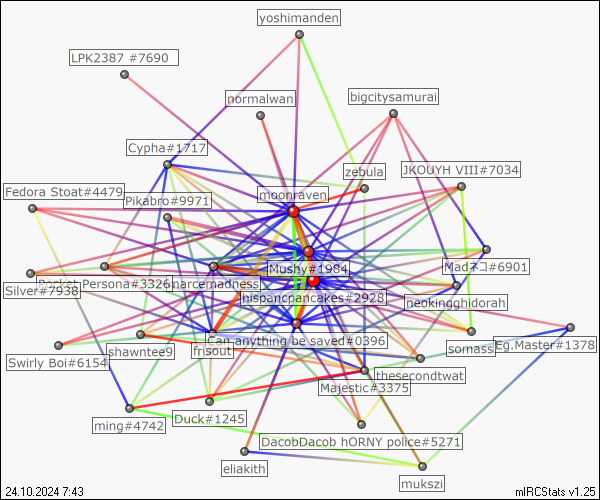 yoshimanden
LPK2387 #7690
normalwan
bigcitysamurai
Cypha#1717
zebula
JKOUYH VIII#7034
Fedora Stoat#4479
Pikabro#9971
moonraven
Mushy#1984
Madネコ#6901
Silver#7938
Pocket Persona#3326
marcemadness
hispancpancakes#2928
neokingghidorah
Can anything be saved#0396
somass
Eg.Master#1378
Swirly Boi#6154
shawntee9
frisout
thesecondtwat
Majestic#3375
ming#4742
Duck#1245
DacobDacob hORNY police#5271
eliakith
mukszi
24.10.2024 7:43
mIRCStats v1.25